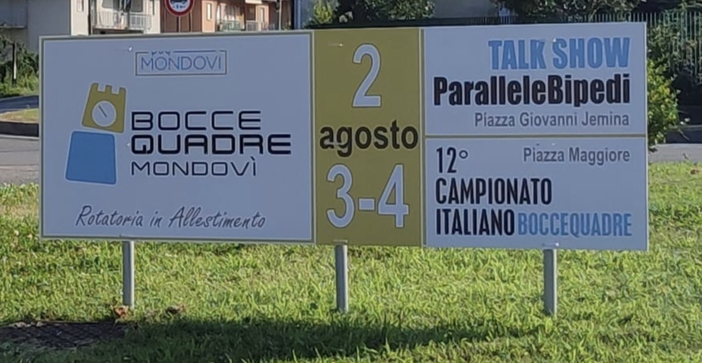 MONDOVÌ
BOCCE
QUADRE
MONDOVÌ
Rotatoria in Allestimento
2
agosto
3-4
TALK SHOW
ParalleleBipedi
Piazza Giovanni Jemina
12° Piazza Maggiore
CAMPIONATO
ITALIANO BOCCEQUADRE